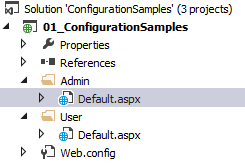 Solution 'ConfigurationSamples' (3 projects)
01_ConfigurationSamples
Properties
References
Admin
Default.aspx
User
Default.aspx
Web.config